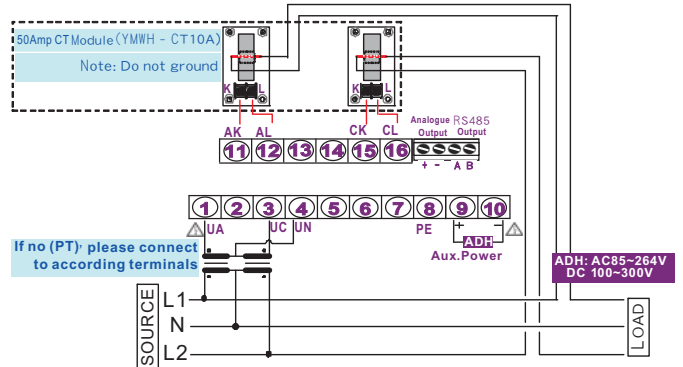 50Amp CT Module (YMWH - CT10A)
Note: Do not ground
K L
K L
AK AL
CK CL
Analogue Output
RS485 Output
11 12 13 14 15 16
+ - A B
1 2 3 4 5 6 7 8 9 10
UA UC UN PE
+ -
ADH
Aux.Power
If no (PT), please connect
to according terminals
ADH: AC85~264V
DC 100~300V
SOURCE
L1
N
L2
LOAD